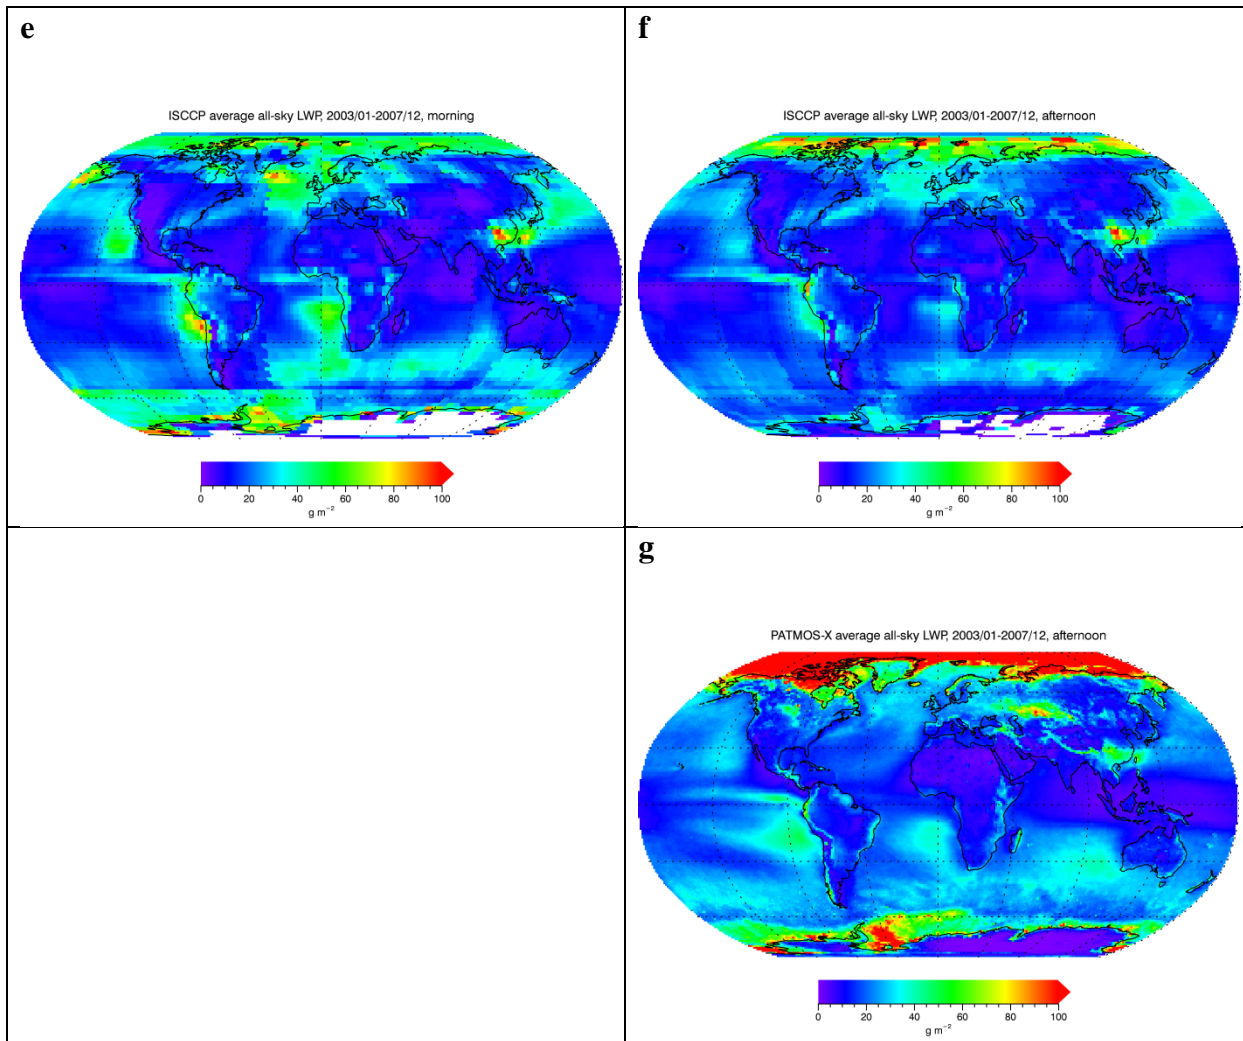 e
f
ISCCP average all-sky LWP, 2003/01-2007/12, morning
ISCCP average all-sky LWP, 2003/01-2007/12, afternoon
0 20 40 60 80 100
g m⁻²
0 20 40 60 80 100
g m⁻²
g
PATMOS-X average all-sky LWP, 2003/01-2007/12, afternoon
0 20 40 60 80 100
g m⁻²